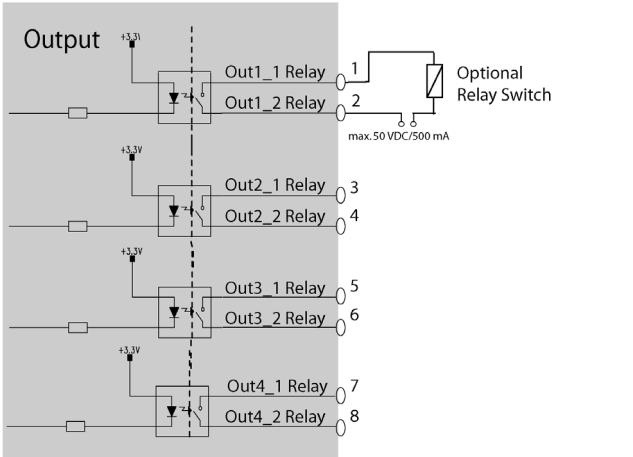 Output
+3.3V
Out1_1 Relay 1
Out1_2 Relay 2
Optional
Relay Switch
max. 50 VDC/500 mA
+3.3V
Out2_1 Relay 3
Out2_2 Relay 4
+3.3V
Out3_1 Relay 5
Out3_2 Relay 6
+3.3V
Out4_1 Relay 7
Out4_2 Relay 8